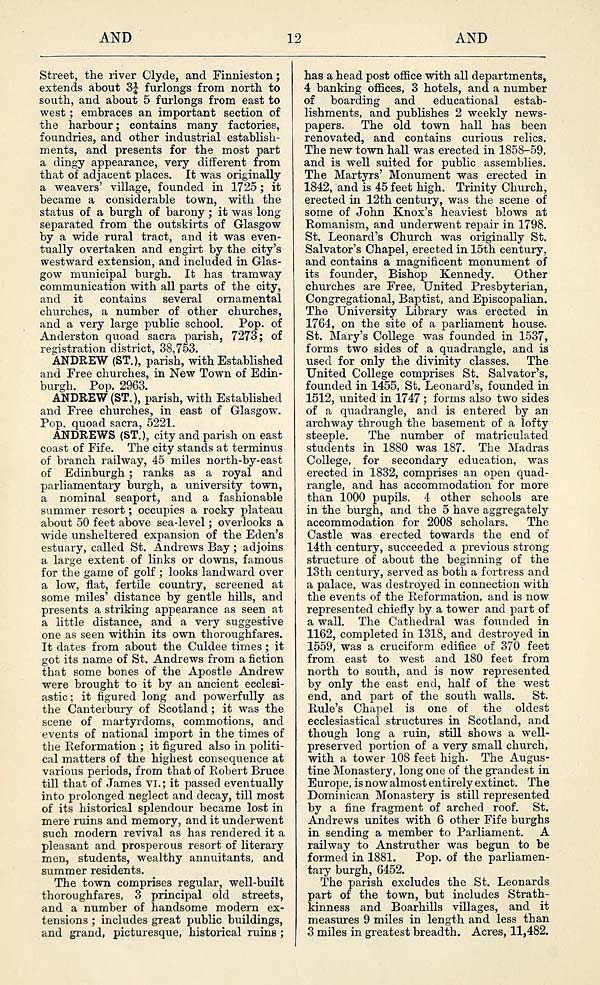 AND 12 AND
Street, the river Clyde, and Finnieston;
extends about 3¾ furlongs from north to
south, and about 5 furlongs from east to
west; embraces an important section of
the harbour; contains many factories,
foundries, and other industrial establish-
ments, and presents for the most part
a dingy appearance, very different from
that of adjacent places. It was originally
a weavers' village, founded in 1725; it
became a considerable town, with the
status of a burgh of barony; it was long
separated from the outskirts of Glasgow
by a wide rural tract, and it was even-
tually overtaken and engirt by the city's
westward extension, and included in Glas-
gow municipal burgh. It has tramway
communication with all parts of the city,
and it contains several ornamental
churches, a number of other churches,
and a very large public school. Pop. of
Anderston quoad sacra parish, 7273; of
registration district, 38,753.
ANDREW (ST.), parish, with Established
and Free churches, in New Town of Edin-
burgh. Pop. 2963.
ANDREW (ST.), parish, with Established
and Free churches, in east of Glasgow.
Pop. quoad sacra, 5221.
ANDREWS (ST.), city and parish on east
coast of Fife. The city stands at terminus
of branch railway, 45 miles north-by-east
of Edinburgh; ranks as a royal and
parliamentary burgh, a university town,
a nominal seaport, and a fashionable
summer resort; occupies a rocky plateau
about 50 feet above sea-level; overlooks a
wide unsheltered expansion of the Eden's
estuary, called St. Andrews Bay; adjoins
a large extent of links or downs, famous
for the game of golf; looks landward over
a low, flat, fertile country, screened at
some miles' distance by gentle hills, and
presents a striking appearance as seen at
a little distance, and a very suggestive
one as seen within its own thoroughfares.
It dates from about the Culdee times; it
got its name of St. Andrews from a fiction
that some bones of the Apostle Andrew
were brought to it by an ancient ecclesi-
astic; it figured long and powerfully as
the Canterbury of Scotland; it was the
scene of martyrdoms, commotions, and
events of national import in the times of
the Reformation; it figured also in politi-
cal matters of the highest consequence at
various periods, from that of Robert Bruce
till that of James VI.; it passed eventually
into prolonged neglect and decay, till most
of its historical splendour became lost in
mere ruins and memory, and it underwent
such modern revival as has rendered it a
pleasant and prosperous resort of literary
men, students, wealthy annuitants, and
summer residents.
The town comprises regular, well-built
thoroughfares, 3 principal old streets,
and a number of handsome modern ex-
tensions; includes great public buildings,
and grand, picturesque, historical ruins;
has a head post office with all departments,
4 banking offices, 3 hotels, and a number
of boarding and educational estab-
lishments, and publishes 2 weekly news-
papers. The old town hall has been
renovated, and contains curious relics.
The new town hall was erected in 1858-59,
and is well suited for public assemblies.
The Martyrs' Monument was erected in
1842, and is 45 feet high. Trinity Church,
erected in 12th century, was the scene of
some of John Knox's heaviest blows at
Romanism, and underwent repair in 1798.
St. Leonard's Church was originally St.
Salvator's Chapel, erected in 15th century,
and contains a magnificent monument of
its founder, Bishop Kennedy. Other
churches are Free, United Presbyterian,
Congregational, Baptist, and Episcopalian.
The University Library was erected in
1764, on the site of a parliament house.
St. Mary's College was founded in 1537,
forms two sides of a quadrangle, and is
used for only the divinity classes. The
United College comprises St. Salvator's,
founded in 1455, St. Leonard's, founded in
1512, united in 1747; forms also two sides
of a quadrangle, and is entered by an
archway through the basement of a lofty
steeple. The number of matriculated
students in 1880 was 187. The Madras
College, for secondary education, was
erected in 1832, comprises an open quad-
rangle, and has accommodation for more
than 1000 pupils. 4 other schools are
in the burgh, and the 5 have aggregately
accommodation for 2008 scholars. The
Castle was erected towards the end of
14th century, succeeded a previous strong
structure of about the beginning of the
13th century, served as both a fortress and
a palace, was destroyed in connection with
the events of the Reformation, and is now
represented chiefly by a tower and part of
a wall. The Cathedral was founded in
1162, completed in 1318, and destroyed in
1559, was a cruciform edifice of 370 feet
from east to west and 180 feet from
north to south, and is now represented
by only the east end, half of the west
end, and part of the south walls. St.
Rule's Chapel is one of the oldest
ecclesiastical structures in Scotland, and
though long a ruin, still shows a well-
preserved portion of a very small church,
with a tower 108 feet high. The Augus-
tine Monastery, long one of the grandest in
Europe, is now almost entirely extinct. The
Dominican Monastery is still represented
by a fine fragment of arched roof. St.
Andrews unites with 6 other Fife burghs
in sending a member to Parliament. A
railway to Anstruther was begun to be
formed in 1881. Pop. of the parliamen-
tary burgh, 6452.
The parish excludes the St. Leonards
part of the town, but includes Strath-
kinness and Boarhills villages, and it
measures 9 miles in length and less than
3 miles in greatest breadth. Acres, 11,482.